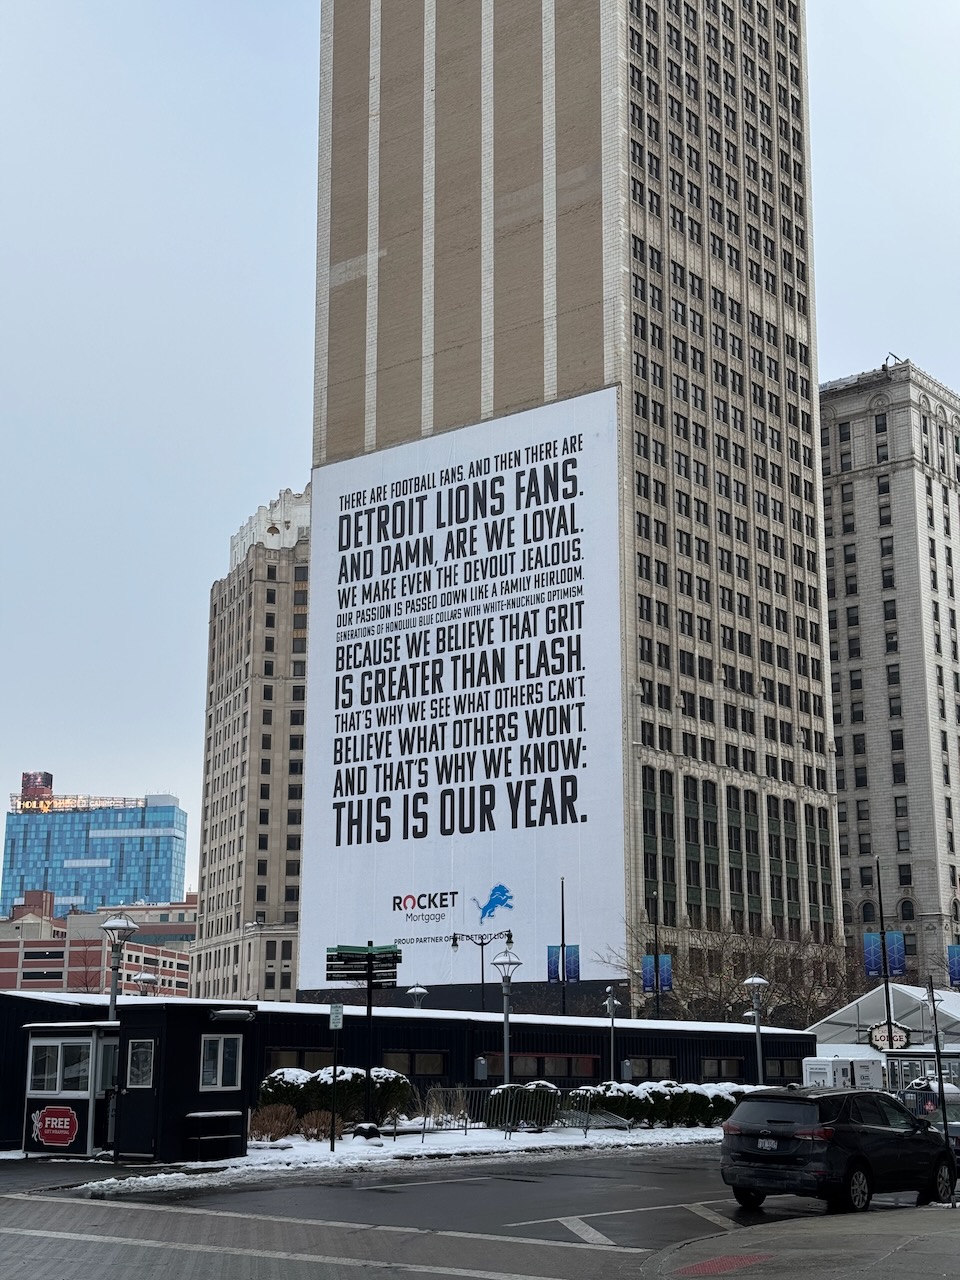 THERE ARE FOOTBALL FANS. AND THEN THERE ARE
DETROIT LIONS FANS.
AND DAMN, ARE WE LOYAL.
WE MAKE EVEN THE DEVOUT JEALOUS.
OUR PASSION IS PASSED DOWN LIKE A FAMILY HEIRLOOM.
GENERATIONS OF HONOLULU BLUE COLLARS WITH WHITE-KNUCKLING OPTIMISM.
BECAUSE WE BELIEVE THAT GRIT
IS GREATER THAN FLASH.
THAT'S WHY WE SEE WHAT OTHERS CAN'T.
BELIEVE WHAT OTHERS WON'T.
AND THAT'S WHY WE KNOW:
THIS IS OUR YEAR.
ROCKET
Mortgage
PROUD PARTNER OF THE DETROIT LIONS
HOLLYWOOD CASINO
LODGE
FREE
GIFT WRAPPING